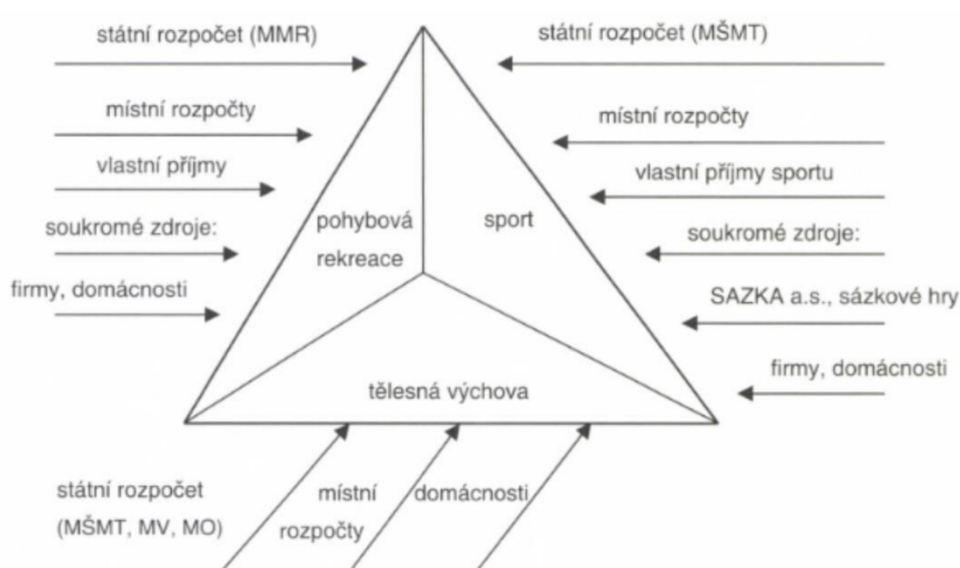 státní rozpočet (MMR)
státní rozpočet (MŠMT)
místní rozpočty
místní rozpočty
vlastní příjmy
vlastní příjmy sportu
pohybová
rekreace
sport
soukromé zdroje:
soukromé zdroje:
firmy, domácnosti
SAZKA a.s., sázkové hry
firmy, domácnosti
tělesná výchova
státní rozpočet
(MŠMT, MV, MO)
místní
rozpočty
domácnosti